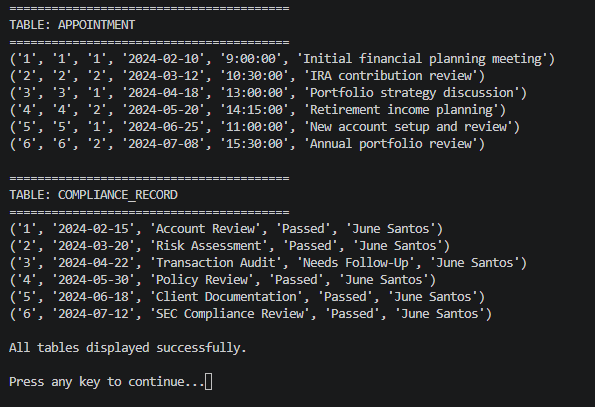 ========================================
TABLE: APPOINTMENT
========================================
('1', '1', '1', '2024-02-10', '9:00:00', 'Initial financial planning meeting')
('2', '2', '2', '2024-03-12', '10:30:00', 'IRA contribution review')
('3', '3', '1', '2024-04-18', '13:00:00', 'Portfolio strategy discussion')
('4', '4', '2', '2024-05-20', '14:15:00', 'Retirement income planning')
('5', '5', '1', '2024-06-25', '11:00:00', 'New account setup and review')
('6', '6', '2', '2024-07-08', '15:30:00', 'Annual portfolio review')
========================================
TABLE: COMPLIANCE_RECORD
========================================
('1', '2024-02-15', 'Account Review', 'Passed', 'June Santos')
('2', '2024-03-20', 'Risk Assessment', 'Passed', 'June Santos')
('3', '2024-04-22', 'Transaction Audit', 'Needs Follow-Up', 'June Santos')
('4', '2024-05-30', 'Policy Review', 'Passed', 'June Santos')
('5', '2024-06-18', 'Client Documentation', 'Passed', 'June Santos')
('6', '2024-07-12', 'SEC Compliance Review', 'Passed', 'June Santos')
All tables displayed successfully.
Press any key to continue...